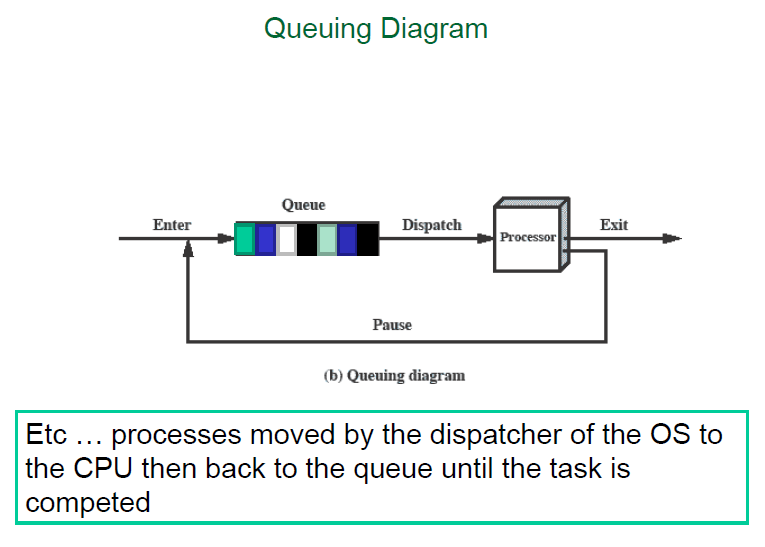 Queuing Diagram
Queue
Enter
Dispatch
Processor
Exit
Pause
(b) Queuing diagram
Etc … processes moved by the dispatcher of the OS to
the CPU then back to the queue until the task is
competed